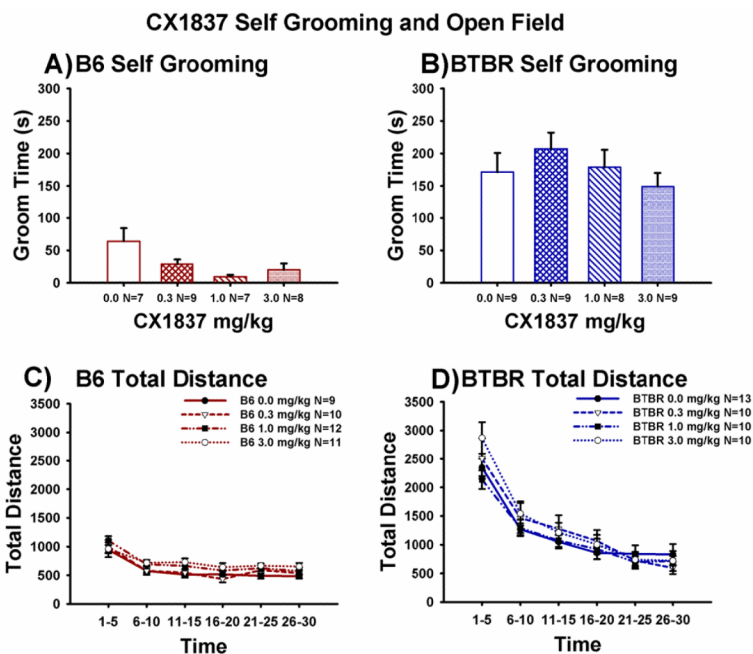 CX1837 Self Grooming and Open Field
A) B6 Self Grooming
300
250
200
150
100
50
0
Groom Time (s)
0.0 N=7 0.3 N=9 1.0 N=7 3.0 N=8
CX1837 mg/kg
B) BTBR Self Grooming
300
250
200
150
100
50
0
Groom Time (s)
0.0 N=9 0.3 N=9 1.0 N=8 3.0 N=9
CX1837 mg/kg
C) B6 Total Distance
B6 0.0 mg/kg N=9
B6 0.3 mg/kg N=10
B6 1.0 mg/kg N=12
B6 3.0 mg/kg N=11
3500
3000
2500
2000
1500
1000
500
0
Total Distance
1-5 6-10 11-15 16-20 21-25 26-30
Time
D) BTBR Total Distance
BTBR 0.0 mg/kg N=13
BTBR 0.3 mg/kg N=10
BTBR 1.0 mg/kg N=10
BTBR 3.0 mg/kg N=10
3500
3000
2500
2000
1500
1000
500
0
Total Distance
1-5 6-10 11-15 16-20 21-25 26-30
Time